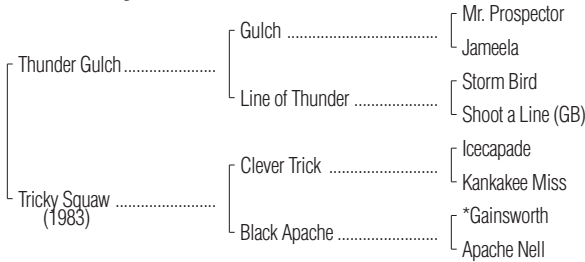 Mr. Prospector
Gulch ........................................
Jameela
Thunder Gulch ........................
Storm Bird
Line of Thunder ........................
Shoot a Line (GB)
Icecapade
Clever Trick ............................
Kankakee Miss
Tricky Squaw ..........................
(1983)
*Gainsworth
Black Apache ..........................
Apache Nell